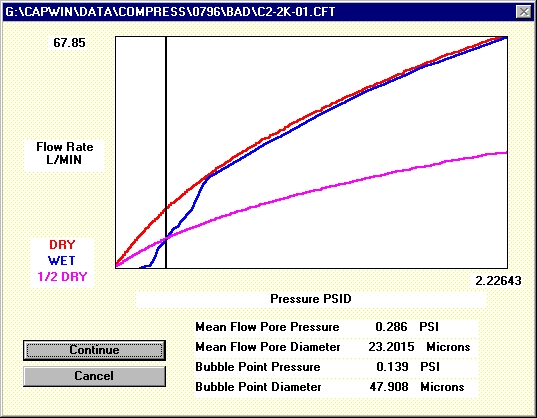 G:\CAPWIN\DATA\COMPRESS\0796\BAD\C2-2K-01.CFT
67.85
Flow Rate
L/MIN
DRY
WET
1/2 DRY
2.22643
Pressure PSID
Mean Flow Pore Pressure 0.286 PSI
Mean Flow Pore Diameter 23.2015 Microns
Bubble Point Pressure 0.139 PSI
Bubble Point Diameter 47.908 Microns
Continue
Cancel